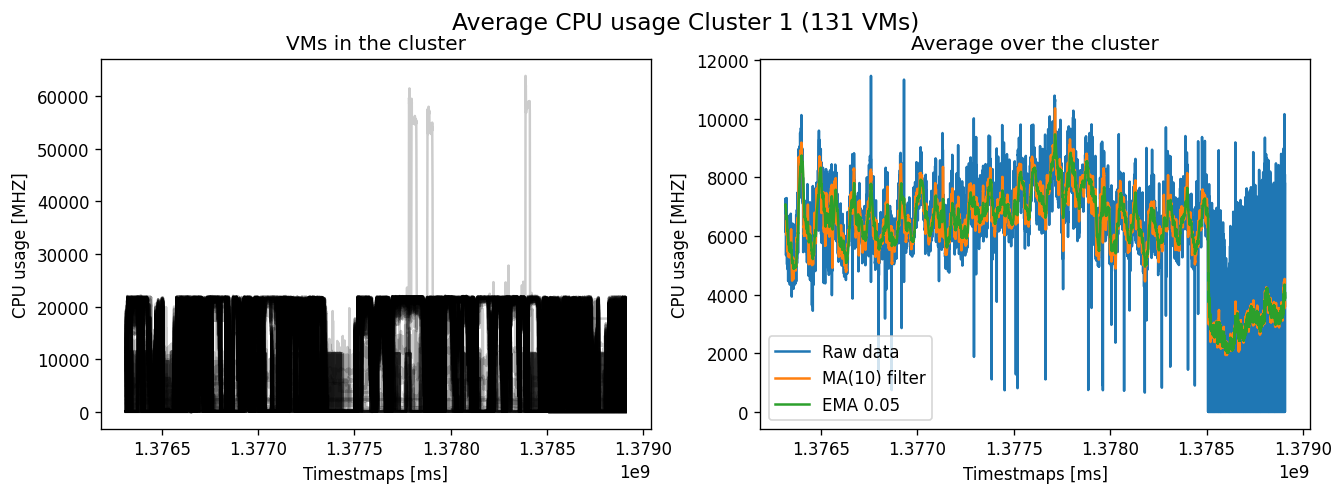 Average CPU usage Cluster 1 (131 VMs)
VMs in the cluster
CPU usage [MHZ]
60000
50000
40000
30000
20000
10000
0
1.3765 1.3770 1.3775 1.3780 1.3785 1.3790
1e9
Timestmaps [ms]
Average over the cluster
CPU usage [MHZ]
12000
10000
8000
6000
4000
2000
0
Raw data
MA(10) filter
EMA 0.05
1.3765 1.3770 1.3775 1.3780 1.3785 1.3790
1e9
Timestmaps [ms]